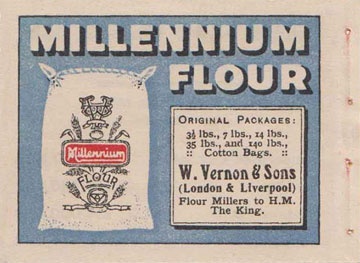 MILLENNIUM
FLOUR
Millennium
FLOUR
ORIGINAL PACKAGES:
3½ lbs., 7 lbs., 14 lbs.,
35 lbs., and 140 lbs.,
:: Cotton Bags. ::
W. Vernon & Sons
(London & Liverpool)
Flour Millers to H.M.
The King.